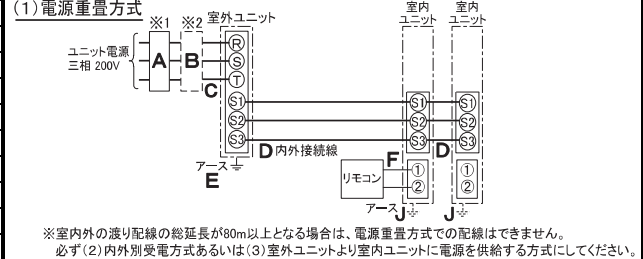 (1)電源重畳方式
※1 ※2 室外ユニット
室内ユニット 室内ユニット
ユニット電源
三相 200V
A B C
R
S
T
S1 S1 S1
S2 S2 S2
S3 S3 S3
D 内外接続線 D
アース
E
F
リモコン
① ①
② ②
アース J J
※室内外の渡り配線の総延長が80m以上となる場合は、電源重畳方式での配線はできません。
必ず(2)内外別受電方式あるいは(3)室外ユニットより室内ユニットに電源を供給する方式にしてください。